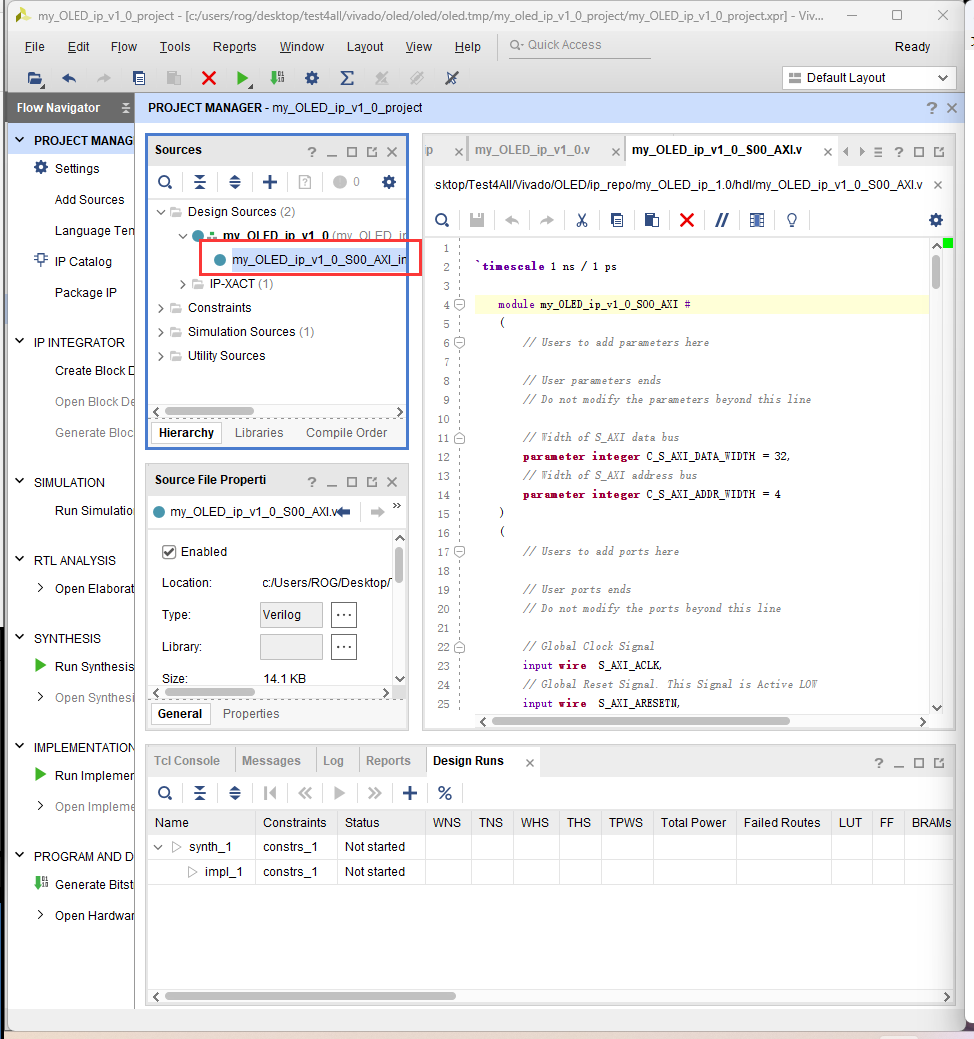 my_oled_ip_v1_0_project - [c:/users/rog/desktop/test4all/vivado/oled/oled/oled.tmp/my_oled_ip_v1_0_project/my_OLED_ip_v1_0_project.xpr] - Viv...
File Edit Flow Tools Reports Window Layout View Help Quick Access Ready
Default Layout
Flow Navigator
PROJECT MANAG
Settings
Add Sources
Language Ten
IP Catalog
Package IP
IP INTEGRATOR
Create Block D
Open Block De
Generate Bloc
SIMULATION
Run Simulatio
RTL ANALYSIS
Open Elaborat
SYNTHESIS
Run Synthesis
Open Synthesi
IMPLEMENTATION
Run Implemer
Open Impleme
PROGRAM AND D
Generate Bitst
Open Hardwar
PROJECT MANAGER - my_OLED_ip_v1_0_project
Sources
0
Design Sources (2)
my_OLED_ip_v1_0 (my_OLED_ip
my_OLED_ip_v1_0_S00_AXI_in
IP-XACT (1)
Constraints
Simulation Sources (1)
Utility Sources
Hierarchy Libraries Compile Order
Source File Properti
my_OLED_ip_v1_0_S00_AXI.v
Enabled
Location: c:/Users/ROG/Desktop/
Type: Verilog
Library:
Size: 14.1 KB
General Properties
ip my_OLED_ip_v1_0.v my_OLED_ip_v1_0_S00_AXI.v
sktop/Test4All/Vivado/OLED/ip_repo/my_OLED_ip_1.0/hdl/my_OLED_ip_v1_0_S00_AXI.v
1
2 `timescale 1 ns / 1 ps
3
4 module my_OLED_ip_v1_0_S00_AXI #
5 (
6 // Users to add parameters here
7
8 // User parameters ends
9 // Do not modify the parameters beyond this line
10
11 // Width of S_AXI data bus
12 parameter integer C_S_AXI_DATA_WIDTH = 32,
13 // Width of S_AXI address bus
14 parameter integer C_S_AXI_ADDR_WIDTH = 4
15 )
16 (
17 // Users to add ports here
18
19 // User ports ends
20 // Do not modify the ports beyond this line
21
22 // Global Clock Signal
23 input wire S_AXI_ACLK,
24 // Global Reset Signal. This Signal is Active LOW
25 input wire S_AXI_ARESETN,
Tcl Console Messages Log Reports Design Runs
Name Constraints Status WNS TNS WHS THS TPWS Total Power Failed Routes LUT FF BRAMs
synth_1 constrs_1 Not started
impl_1 constrs_1 Not started